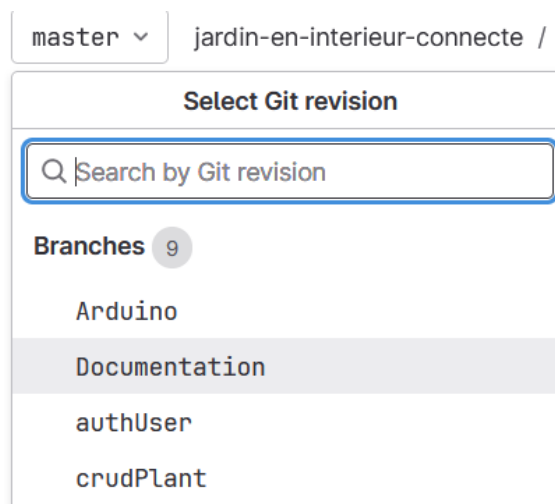 master jardin-en-interieur-connecte /
Select Git revision
Search by Git revision
Branches 9
Arduino
Documentation
authUser
crudPlant